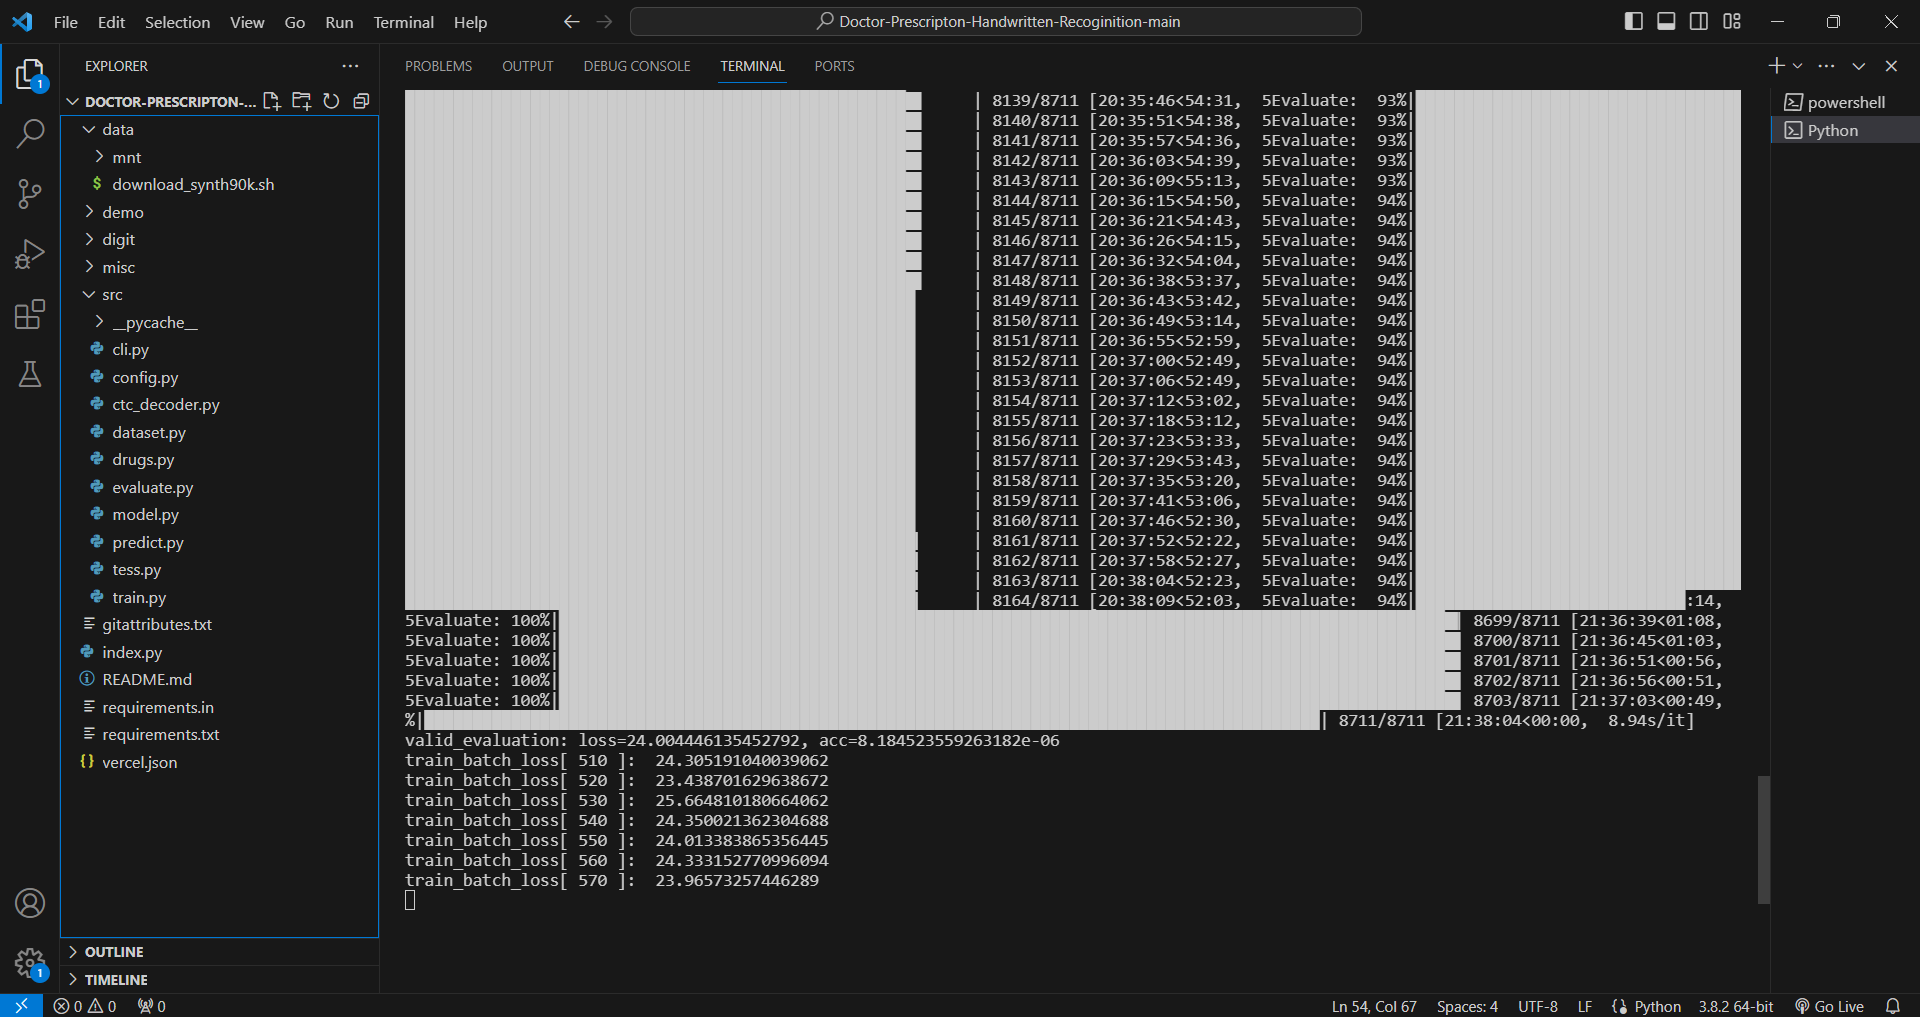 File Edit Selection View Go Run Terminal Help
Doctor-Prescripton-Handwritten-Recoginition-main
EXPLORER
DOCTOR-PRESCRIPTON-...
data
mnt
download_synth90k.sh
demo
digit
misc
src
__pycache__
cli.py
config.py
ctc_decoder.py
dataset.py
drugs.py
evaluate.py
model.py
predict.py
tess.py
train.py
gitattributes.txt
index.py
README.md
requirements.in
requirements.txt
vercel.json
OUTLINE
TIMELINE
PROBLEMS OUTPUT DEBUG CONSOLE TERMINAL PORTS
powershell
Python
| 8139/8711 [20:35:46<54:31, 5Evaluate: 93%|
| 8140/8711 [20:35:51<54:38, 5Evaluate: 93%|
| 8141/8711 [20:35:57<54:36, 5Evaluate: 93%|
| 8142/8711 [20:36:03<54:39, 5Evaluate: 93%|
| 8143/8711 [20:36:09<55:13, 5Evaluate: 93%|
| 8144/8711 [20:36:15<54:50, 5Evaluate: 94%|
| 8145/8711 [20:36:21<54:43, 5Evaluate: 94%|
| 8146/8711 [20:36:26<54:15, 5Evaluate: 94%|
| 8147/8711 [20:36:32<54:04, 5Evaluate: 94%|
| 8148/8711 [20:36:38<53:37, 5Evaluate: 94%|
| 8149/8711 [20:36:43<53:42, 5Evaluate: 94%|
| 8150/8711 [20:36:49<53:14, 5Evaluate: 94%|
| 8151/8711 [20:36:55<52:59, 5Evaluate: 94%|
| 8152/8711 [20:37:00<52:49, 5Evaluate: 94%|
| 8153/8711 [20:37:06<52:49, 5Evaluate: 94%|
| 8154/8711 [20:37:12<53:02, 5Evaluate: 94%|
| 8155/8711 [20:37:18<53:12, 5Evaluate: 94%|
| 8156/8711 [20:37:23<53:33, 5Evaluate: 94%|
| 8157/8711 [20:37:29<53:43, 5Evaluate: 94%|
| 8158/8711 [20:37:35<53:20, 5Evaluate: 94%|
| 8159/8711 [20:37:41<53:06, 5Evaluate: 94%|
| 8160/8711 [20:37:46<52:30, 5Evaluate: 94%|
| 8161/8711 [20:37:52<52:22, 5Evaluate: 94%|
| 8162/8711 [20:37:58<52:27, 5Evaluate: 94%|
| 8163/8711 [20:38:04<52:23, 5Evaluate: 94%|
| 8164/8711 [20:38:09<52:03, 5Evaluate: 94%| :14,
5Evaluate: 100%| 8699/8711 [21:36:39<01:08,
5Evaluate: 100%| 8700/8711 [21:36:45<01:03,
5Evaluate: 100%| 8701/8711 [21:36:51<00:56,
5Evaluate: 100%| 8702/8711 [21:36:56<00:51,
5Evaluate: 100%| 8703/8711 [21:37:03<00:49,
%| | 8711/8711 [21:38:04<00:00, 8.94s/it]
valid_evaluation: loss=24.004446135452792, acc=8.184523559263182e-06
train_batch_loss[ 510 ]: 24.305191040039062
train_batch_loss[ 520 ]: 23.438701629638672
train_batch_loss[ 530 ]: 25.664810180664062
train_batch_loss[ 540 ]: 24.350021362304688
train_batch_loss[ 550 ]: 24.013383865356445
train_batch_loss[ 560 ]: 24.333152770996094
train_batch_loss[ 570 ]: 23.96573257446289
0 0 0 Ln 54, Col 67 Spaces: 4 UTF-8 LF Python 3.8.2 64-bit Go Live